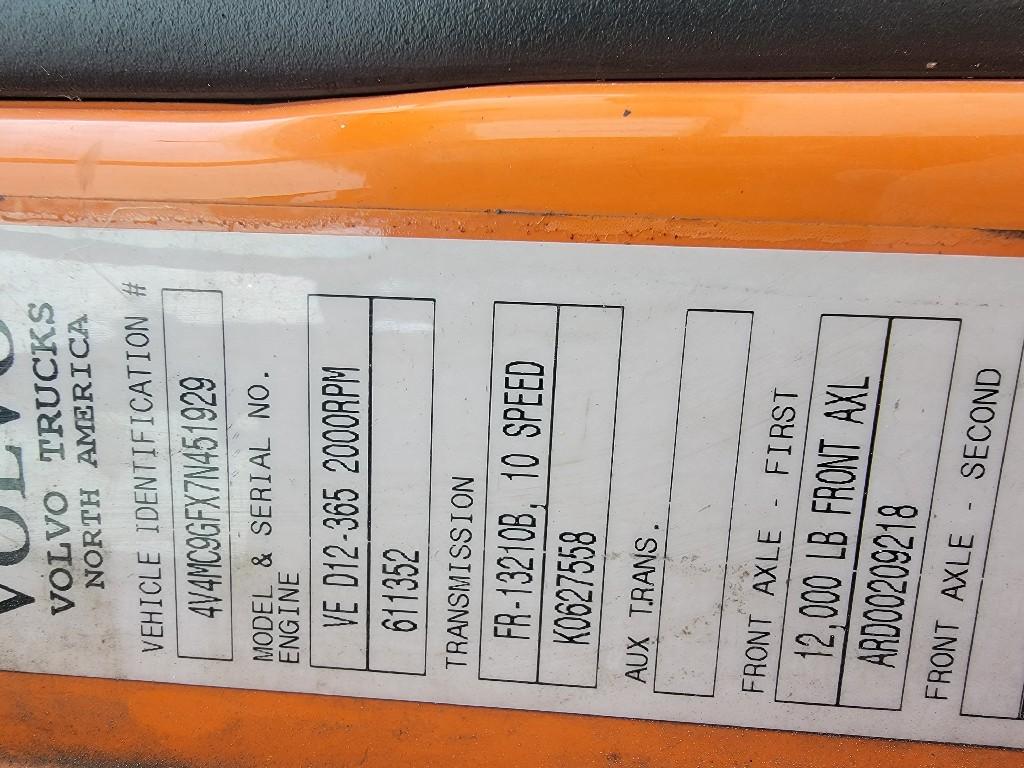 VOLVO
VOLVO TRUCKS
NORTH AMERICA
VEHICLE IDENTIFICATION #
4V4MC9GFX7N451929
MODEL & SERIAL NO.
ENGINE
VE D12-365 2000RPM
611352
TRANSMISSION
FR-13210B, 10 SPEED
K0627558
AUX TRANS.
FRONT AXLE - FIRST
12,000 LB FRONT AXL
ARD00209218
FRONT AXLE - SECOND